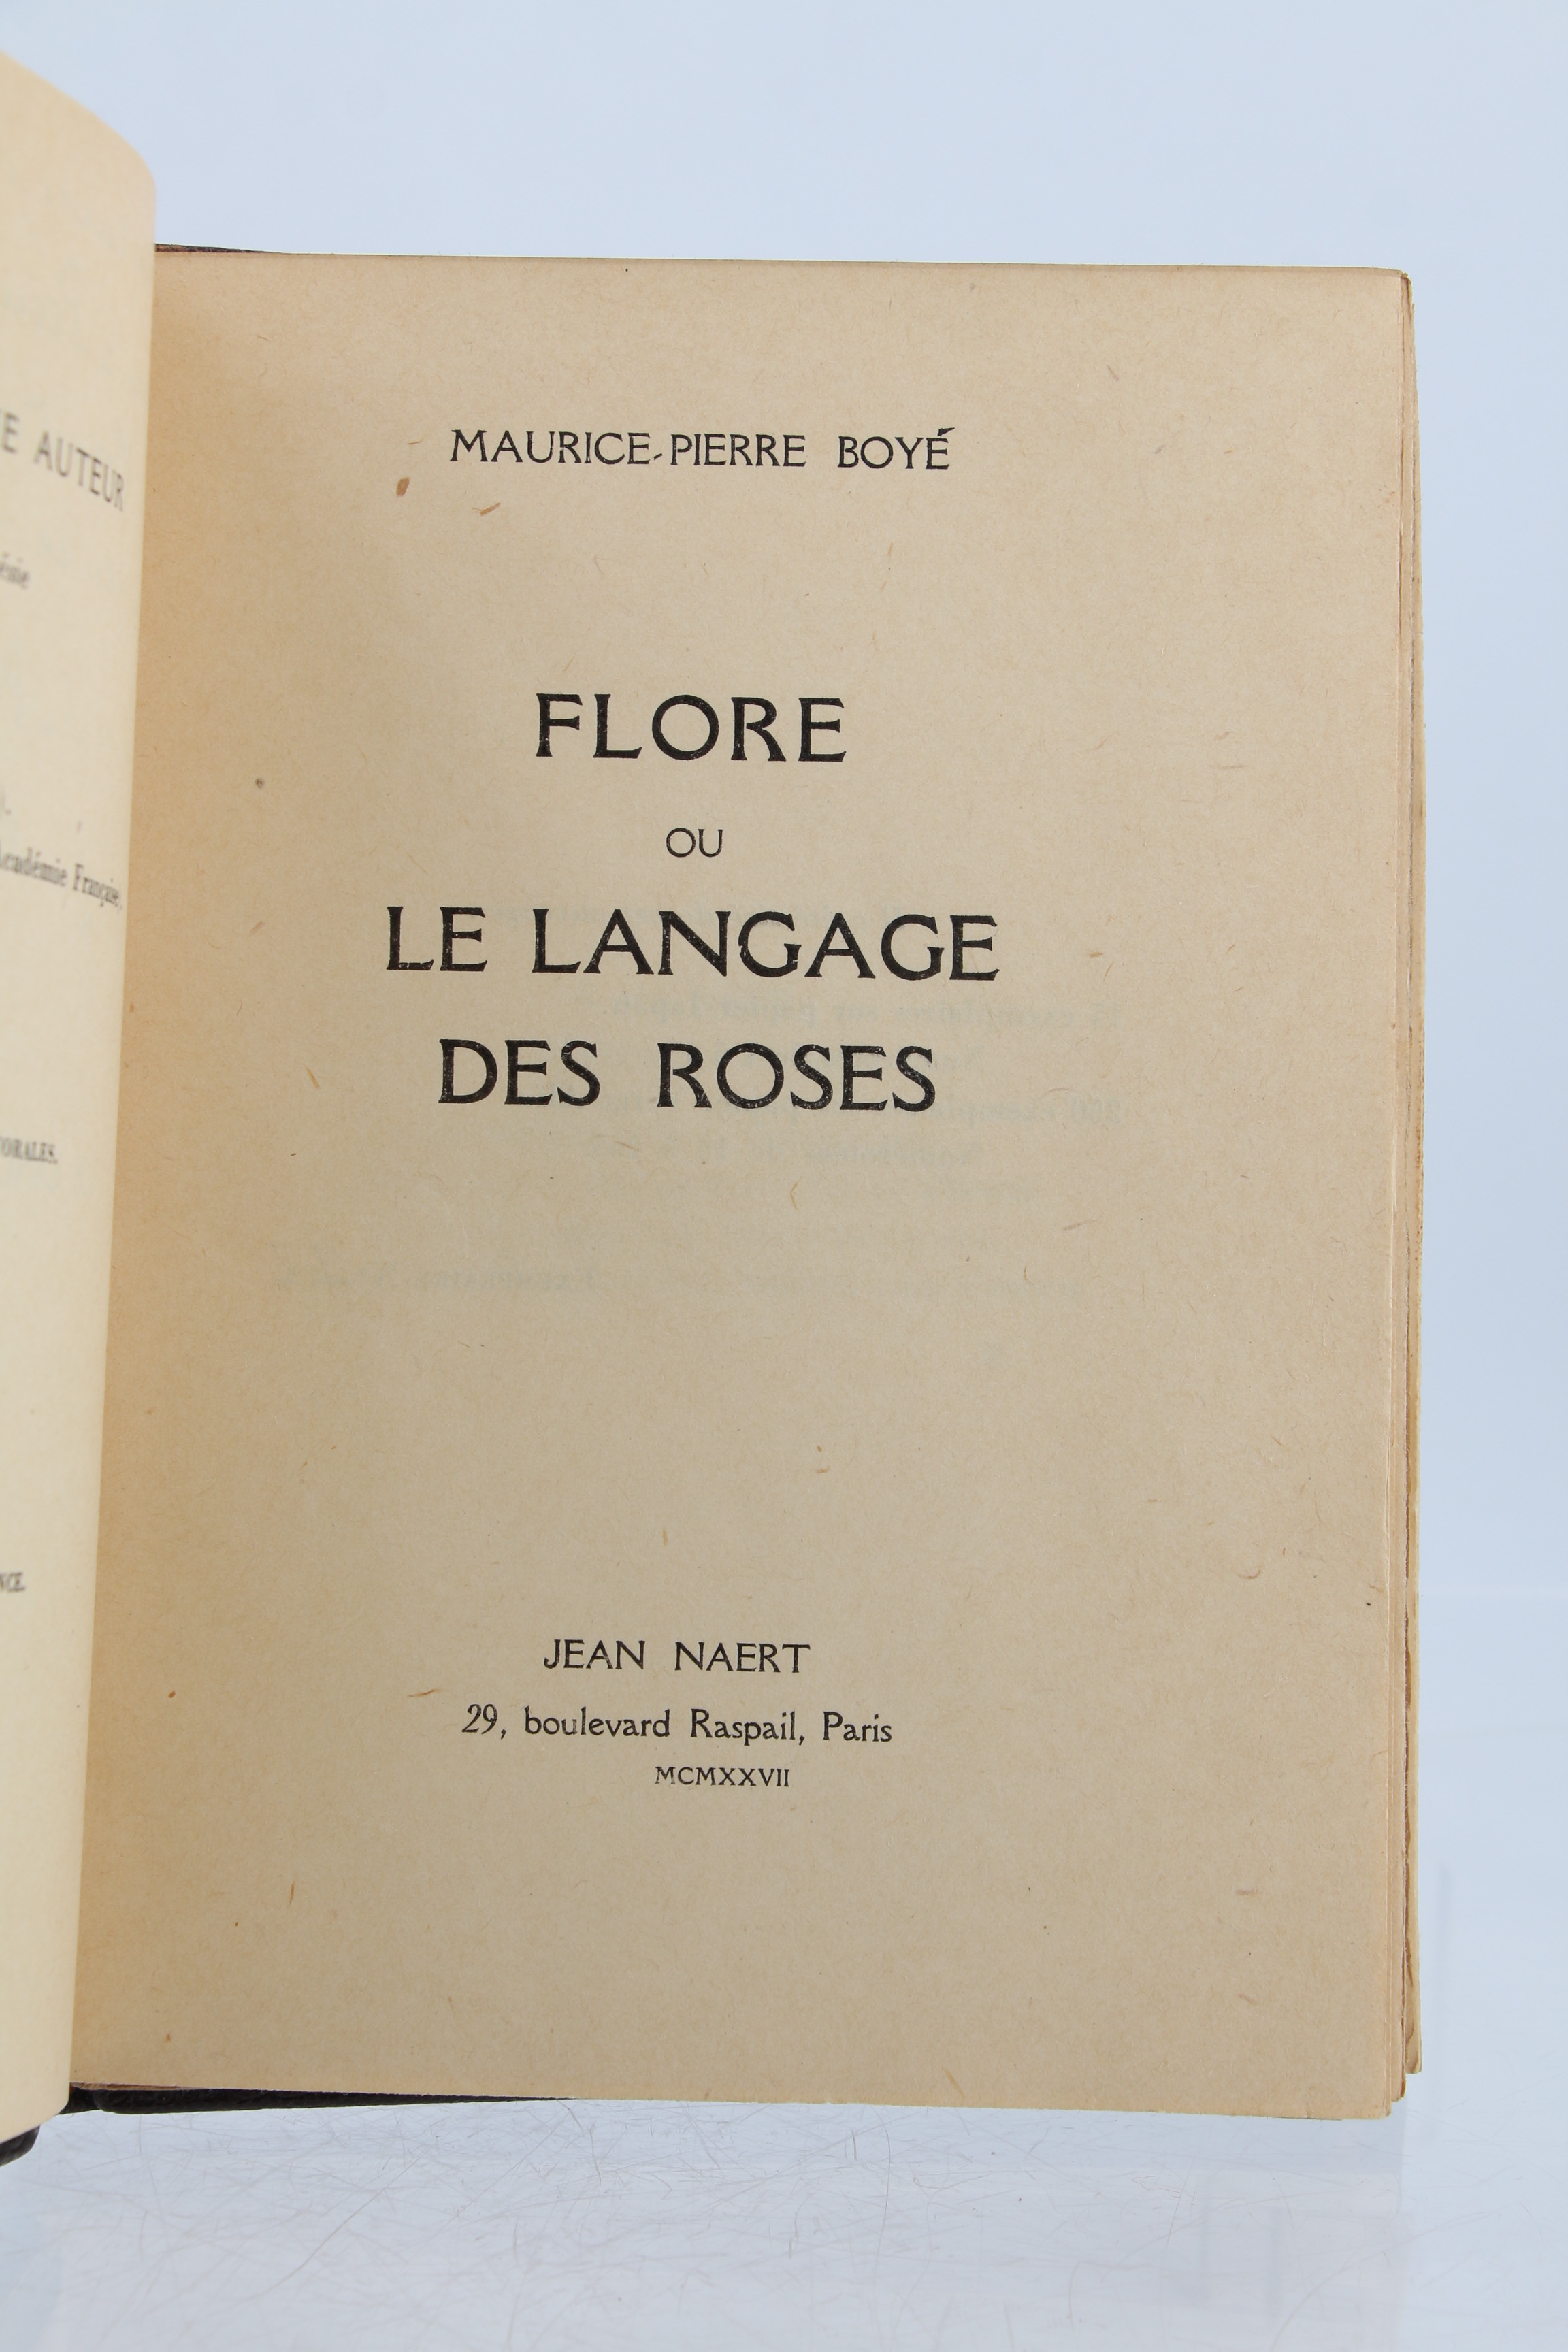 E AUTEUR
Académie Française
MAURICE-PIERRE BOYÉ
FLORE
OU
LE LANGAGE
DES ROSES
JEAN NAERT
29, boulevard Raspail, Paris
MCMXXVII